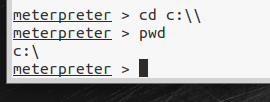 meterpreter > cd c:\\
meterpreter > pwd
c:\
meterpreter >